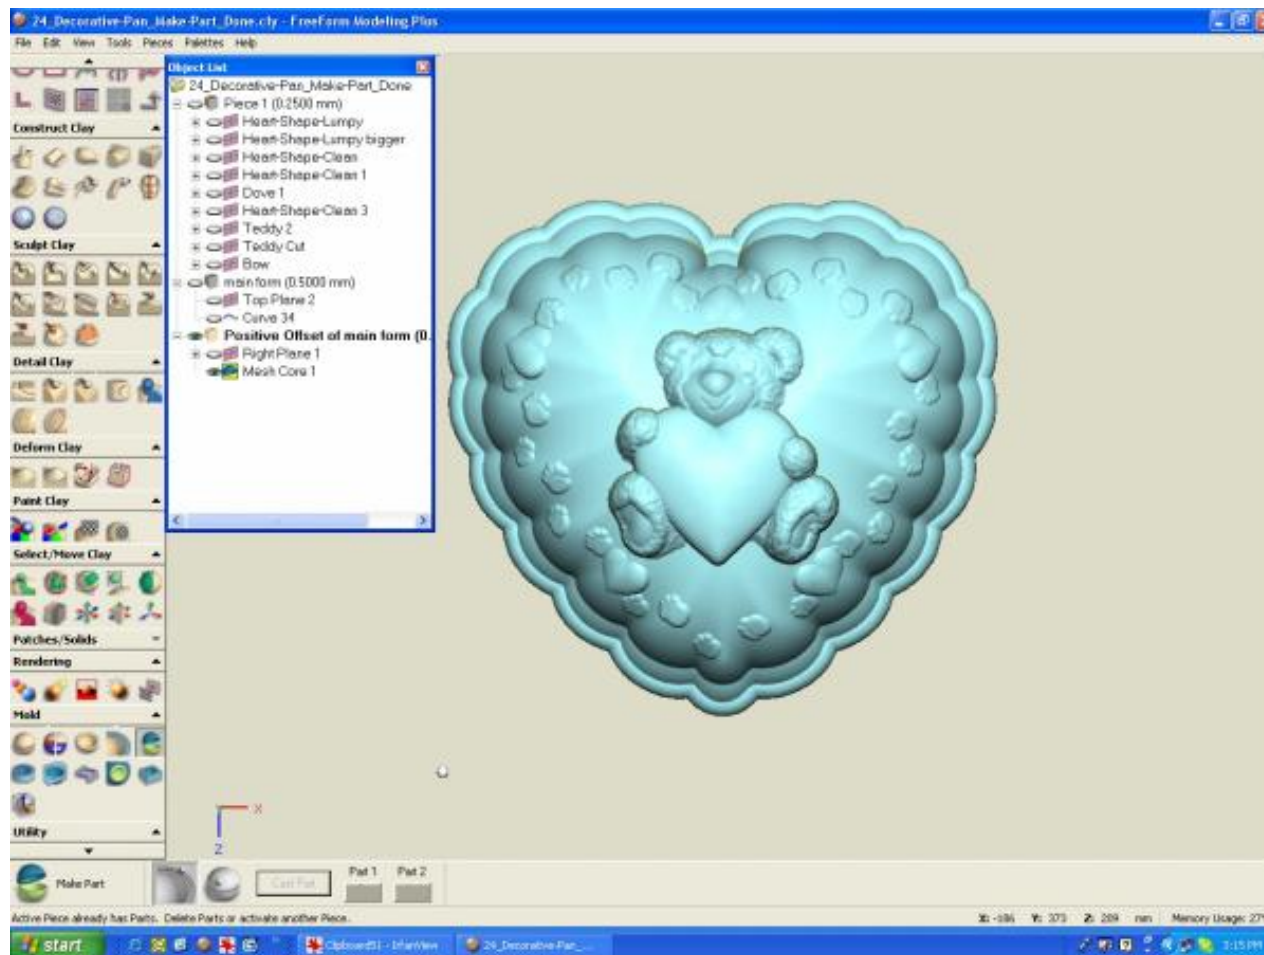 24_Decorative-Pan_Make-Part_Done.cly - FreeForm Modeling Plus
File Edit View Tools Pieces Palettes Help
Object List
24_Decorative-Pan_Make-Part_Done
Piece 1 (0.2500 mm)
Heart-Shape-Lumpy
Heart-Shape-Lumpy bigger
Heart-Shape-Clean
Heart-Shape-Clean 1
Dove 1
Heart-Shape-Clean 3
Teddy 2
Teddy Cut
Bow
main form (0.5000 mm)
Top Plane 2
Curve 34
Positive Offset of main form (0.
Right Plane 1
Mesh Core 1
Construct Clay
Sculpt Clay
Detail Clay
Deform Clay
Paint Clay
Select/Move Clay
Patches/Solids
Rendering
Mold
Utility
X
Z
Make Part
Cast Part
Part 1 Part 2
Active Piece already has Parts. Delete Parts or activate another Piece.
X: -186 Y: 373 Z: 209 mm Memory Usage: 27%
start
Clipboard51 - IrfanView
24_Decorative-Pan_...
3:15 PM